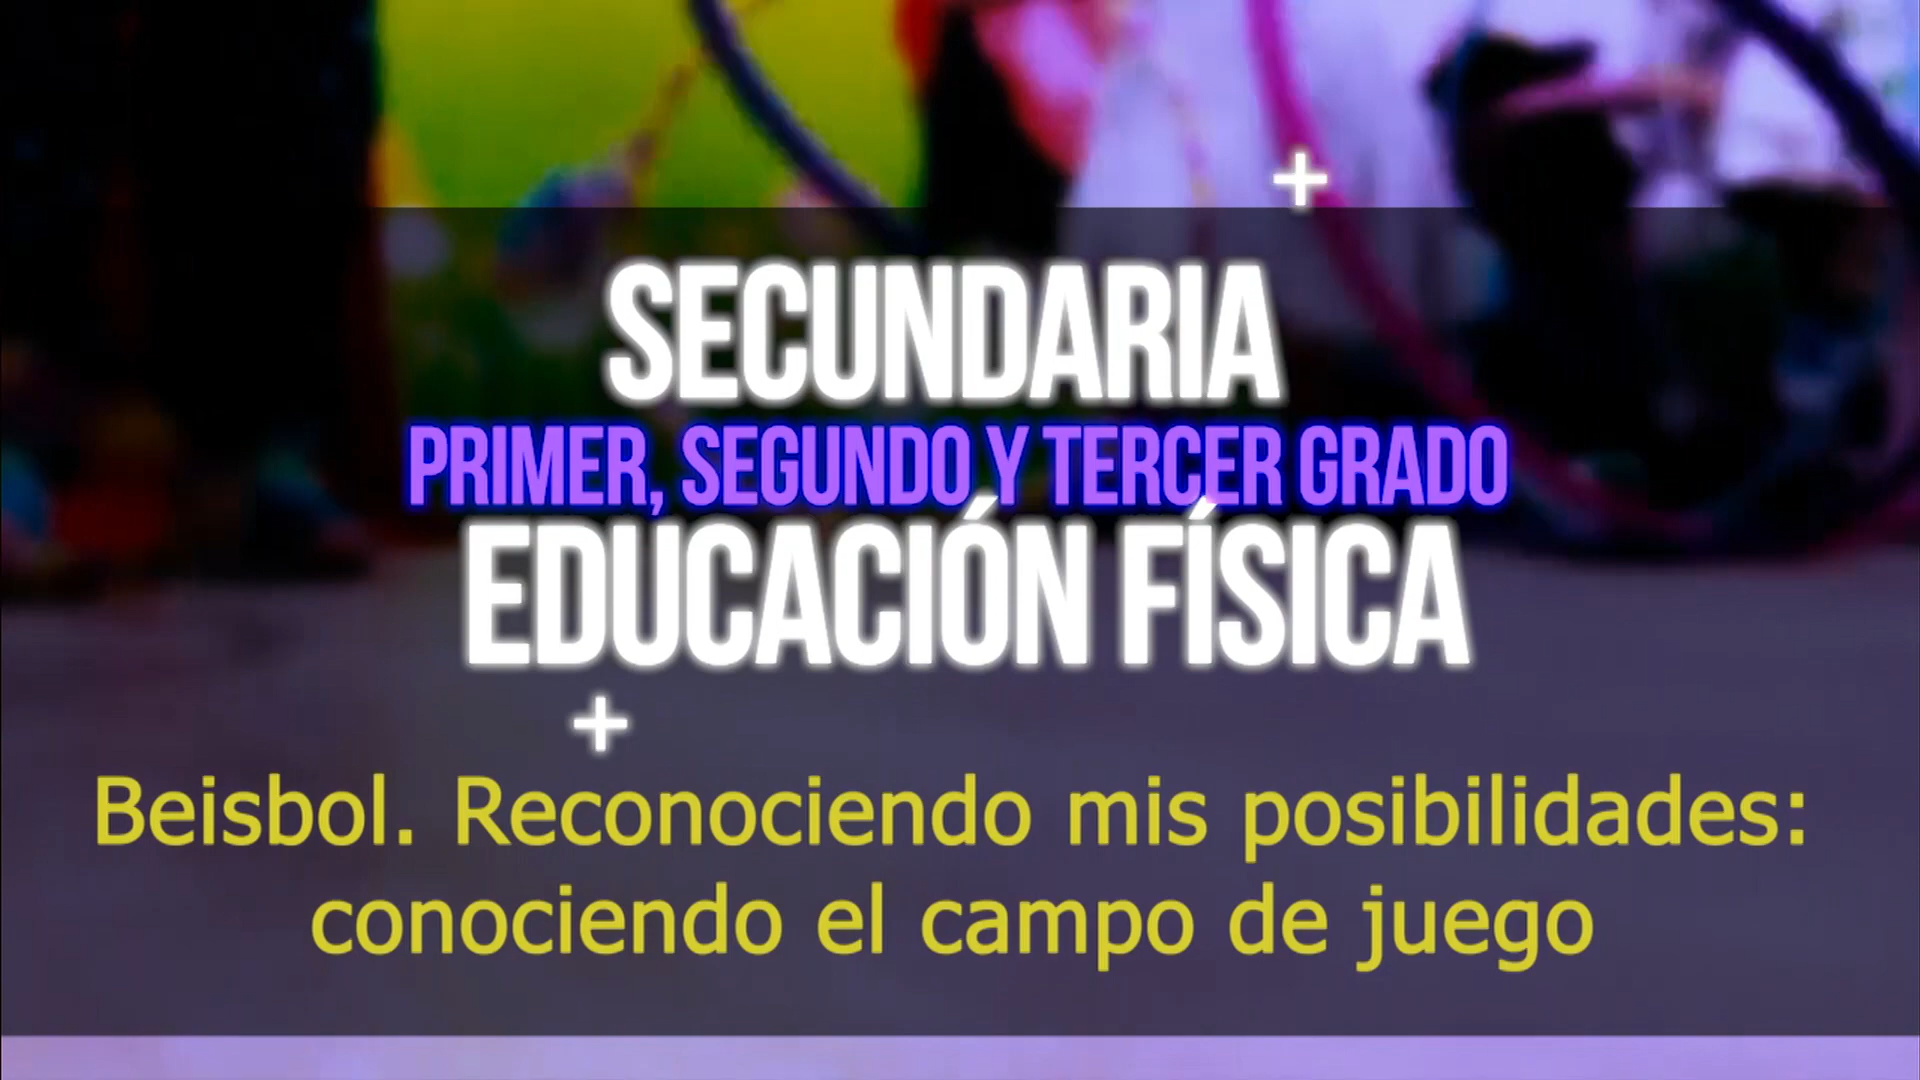 SECUNDARIA
PRIMER, SEGUNDO Y TERCER GRADO
EDUCACIÓN FÍSICA
Beisbol. Reconociendo mis posibilidades:
conociendo el campo de juego